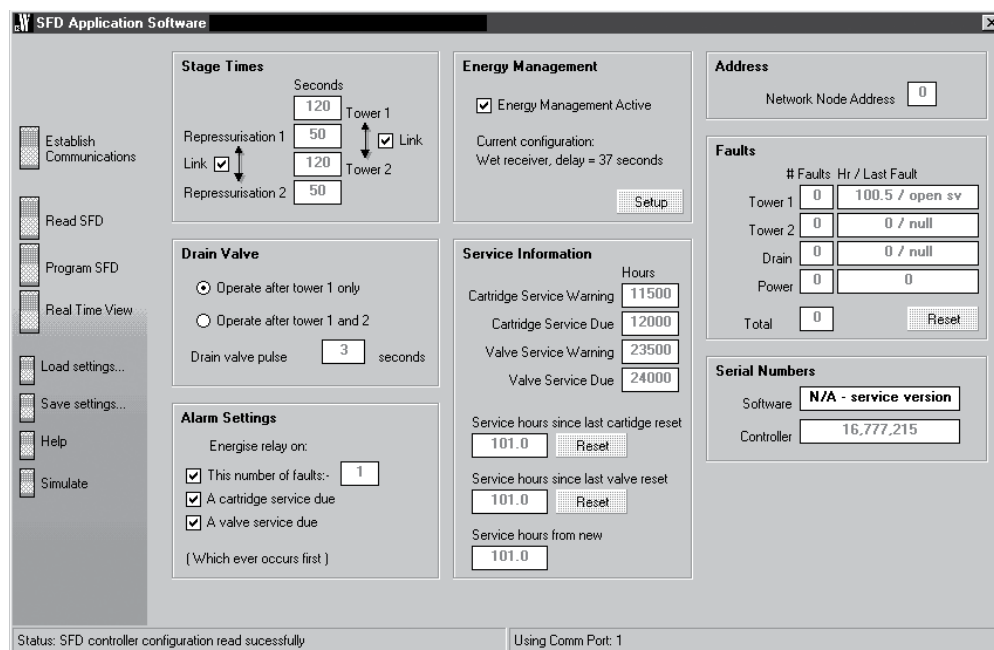 SFD Application Software
Establish
Communications
Read SFD
Program SFD
Real Time View
Load settings...
Save settings...
Help
Simulate
Stage Times
Seconds
120 Tower 1
Repressurisation 1 50
Link Link
120 Tower 2
Repressurisation 2 50
Drain Valve
Operate after tower 1 only
Operate after tower 1 and 2
Drain valve pulse 3 seconds
Alarm Settings
Energise relay on:
This number of faults:- 1
A cartridge service due
A valve service due
( Which ever occurs first )
Energy Management
Energy Management Active
Current configuration:
Wet receiver, delay = 37 seconds
Setup
Service Information
Hours
Cartridge Service Warning 11500
Cartridge Service Due 12000
Valve Service Warning 23500
Valve Service Due 24000
Service hours since last cartidge reset
101.0 Reset
Service hours since last valve reset
101.0 Reset
Service hours from new
101.0
Address
Network Node Address 0
Faults
# Faults Hr / Last Fault
Tower 1 0 100.5 / open sv
Tower 2 0 0 / null
Drain 0 0 / null
Power 0 0
Total 0 Reset
Serial Numbers
Software N/A - service version
Controller 16,777,215
Status: SFD controller configuration read sucessfully
Using Comm Port: 1